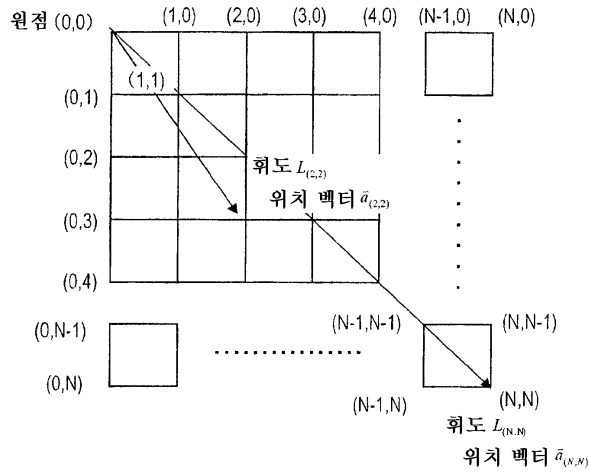 원점 (0,0) (1,0) (2,0) (3,0) (4,0) (N-1,0) (N,0)
(1,1)
(0,1)
(0,2)
휘도 L(2,2)
위치 벡터 ā(2,2)
(0,3)
(0,4)
(0,N-1) (N-1,N-1) (N,N-1)
(0,N)
(N-1,N) (N,N)
휘도 L(N,N)
위치 벡터 ā(N,N)